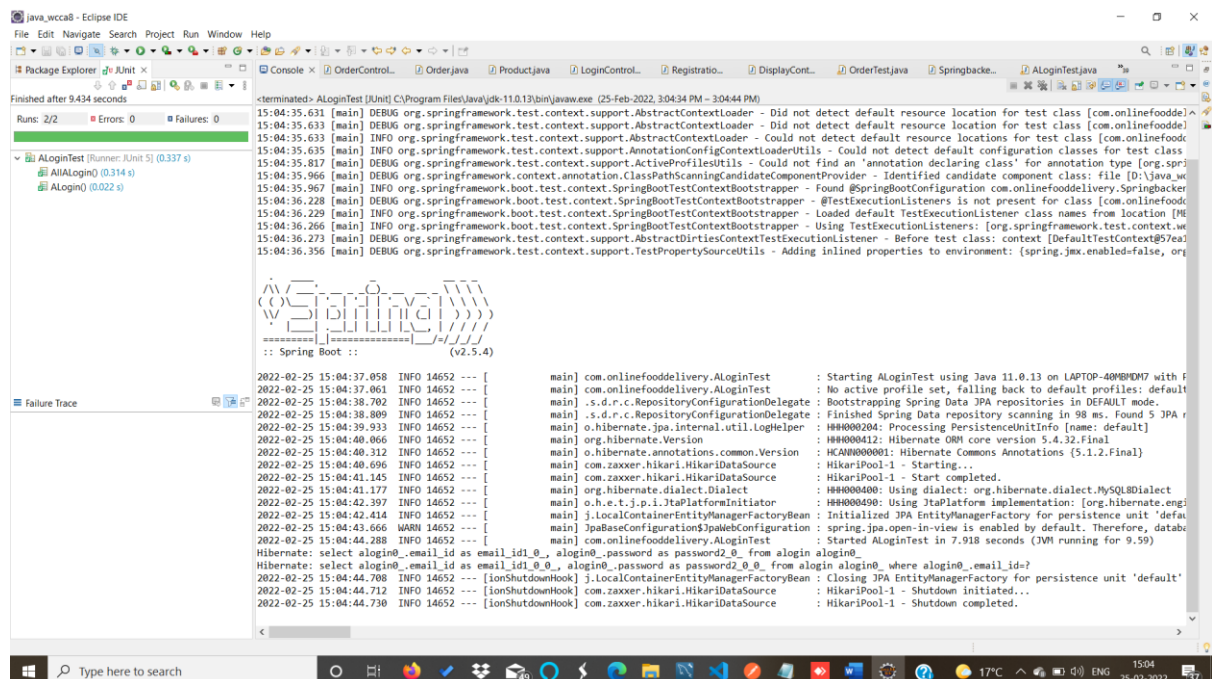 java_wcca8 - Eclipse IDE
File Edit Navigate Search Project Run Window Help
Package Explorer JUnit
Finished after 9.434 seconds
Runs: 2/2 Errors: 0 Failures: 0
ALoginTest [Runner: JUnit 5] (0.337 s)
AllALogin() (0.314 s)
ALogin() (0.022 s)
Failure Trace
Console OrderControl... Order.java Product.java LoginControl... Registratio... DisplayCont... OrderTest.java Springbacke... ALoginTest.java
<terminated> ALoginTest [JUnit] C:\Program Files\Java\jdk-11.0.13\bin\javaw.exe (25-Feb-2022, 3:04:34 PM – 3:04:44 PM)
15:04:35.631 [main] DEBUG org.springframework.test.context.support.AbstractContextLoader - Did not detect default resource location for test class [com.onlinefooddel
15:04:35.633 [main] DEBUG org.springframework.test.context.support.AbstractContextLoader - Did not detect default resource location for test class [com.onlinefooddel
15:04:35.633 [main] INFO org.springframework.test.context.support.AbstractContextLoader - Could not detect default resource locations for test class [com.onlinefoodd
15:04:35.635 [main] INFO org.springframework.test.context.support.AnnotationConfigContextLoaderUtils - Could not detect default configuration classes for test class
15:04:35.817 [main] DEBUG org.springframework.test.context.support.ActiveProfilesUtils - Could not find an 'annotation declaring class' for annotation type [org.spri
15:04:35.966 [main] DEBUG org.springframework.context.annotation.ClassPathScanningCandidateComponentProvider - Identified candidate component class: file [D:\java_wc
15:04:35.967 [main] INFO org.springframework.boot.test.context.SpringBootTestContextBootstrapper - Found @SpringBootConfiguration com.onlinefooddelivery.Springbacken
15:04:36.228 [main] DEBUG org.springframework.boot.test.context.SpringBootTestContextBootstrapper - @TestExecutionListeners is not present for class [com.onlinefoodd
15:04:36.229 [main] INFO org.springframework.boot.test.context.SpringBootTestContextBootstrapper - Loaded default TestExecutionListener class names from location [ME
15:04:36.266 [main] INFO org.springframework.boot.test.context.SpringBootTestContextBootstrapper - Using TestExecutionListeners: [org.springframework.test.context.we
15:04:36.273 [main] DEBUG org.springframework.test.context.support.AbstractDirtiesContextTestExecutionListener - Before test class: context [DefaultTestContext@57ea1
15:04:36.356 [main] DEBUG org.springframework.test.context.support.TestPropertySourceUtils - Adding inlined properties to environment: {spring.jmx.enabled=false, org
Spring
:: Spring Boot :: (v2.5.4)
2022-02-25 15:04:37.058 INFO 14652 --- [ main] com.onlinefooddelivery.ALoginTest : Starting ALoginTest using Java 11.0.13 on LAPTOP-40MBMDM7 with P
2022-02-25 15:04:37.061 INFO 14652 --- [ main] com.onlinefooddelivery.ALoginTest : No active profile set, falling back to default profiles: default
2022-02-25 15:04:38.702 INFO 14652 --- [ main] .s.d.r.c.RepositoryConfigurationDelegate : Bootstrapping Spring Data JPA repositories in DEFAULT mode.
2022-02-25 15:04:38.809 INFO 14652 --- [ main] .s.d.r.c.RepositoryConfigurationDelegate : Finished Spring Data repository scanning in 98 ms. Found 5 JPA r
2022-02-25 15:04:39.933 INFO 14652 --- [ main] o.hibernate.jpa.internal.util.LogHelper : HHH000204: Processing PersistenceUnitInfo [name: default]
2022-02-25 15:04:40.066 INFO 14652 --- [ main] org.hibernate.Version : HHH000412: Hibernate ORM core version 5.4.32.Final
2022-02-25 15:04:40.312 INFO 14652 --- [ main] o.hibernate.annotations.common.Version : HCANN000001: Hibernate Commons Annotations {5.1.2.Final}
2022-02-25 15:04:40.696 INFO 14652 --- [ main] com.zaxxer.hikari.HikariDataSource : HikariPool-1 - Starting...
2022-02-25 15:04:41.145 INFO 14652 --- [ main] com.zaxxer.hikari.HikariDataSource : HikariPool-1 - Start completed.
2022-02-25 15:04:41.177 INFO 14652 --- [ main] org.hibernate.dialect.Dialect : HHH000400: Using dialect: org.hibernate.dialect.MySQL8Dialect
2022-02-25 15:04:42.397 INFO 14652 --- [ main] o.h.e.t.j.p.i.JtaPlatformInitiator : HHH000490: Using JtaPlatform implementation: [org.hibernate.engi
2022-02-25 15:04:42.414 INFO 14652 --- [ main] j.LocalContainerEntityManagerFactoryBean : Initialized JPA EntityManagerFactory for persistence unit 'defau
2022-02-25 15:04:43.666 WARN 14652 --- [ main] JpaBaseConfiguration$JpaWebConfiguration : spring.jpa.open-in-view is enabled by default. Therefore, databa
2022-02-25 15:04:44.288 INFO 14652 --- [ main] com.onlinefooddelivery.ALoginTest : Started ALoginTest in 7.918 seconds (JVM running for 9.59)
Hibernate: select alogin0_.email_id as email_id1_0_, alogin0_.password as password2_0_ from alogin alogin0_
Hibernate: select alogin0_.email_id as email_id1_0_0_, alogin0_.password as password2_0_0_ from alogin alogin0_ where alogin0_.email_id=?
2022-02-25 15:04:44.708 INFO 14652 --- [ionShutdownHook] j.LocalContainerEntityManagerFactoryBean : Closing JPA EntityManagerFactory for persistence unit 'default'
2022-02-25 15:04:44.712 INFO 14652 --- [ionShutdownHook] com.zaxxer.hikari.HikariDataSource : HikariPool-1 - Shutdown initiated...
2022-02-25 15:04:44.730 INFO 14652 --- [ionShutdownHook] com.zaxxer.hikari.HikariDataSource : HikariPool-1 - Shutdown completed.
Type here to search
17°C ENG 15:04
25-02-2022